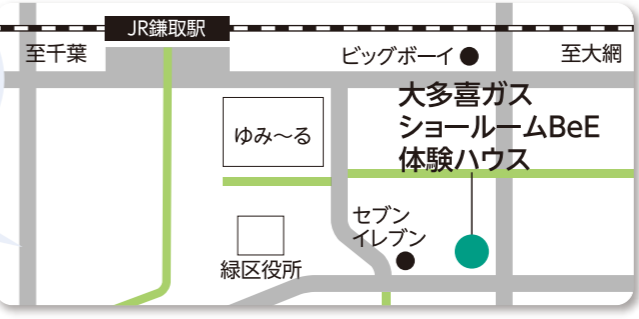 JR鎌取駅
至千葉
ビッグボーイ
至大網
大多喜ガス
ショールームBeE
体験ハウス
ゆみ〜る
セブン
イレブン
緑区役所